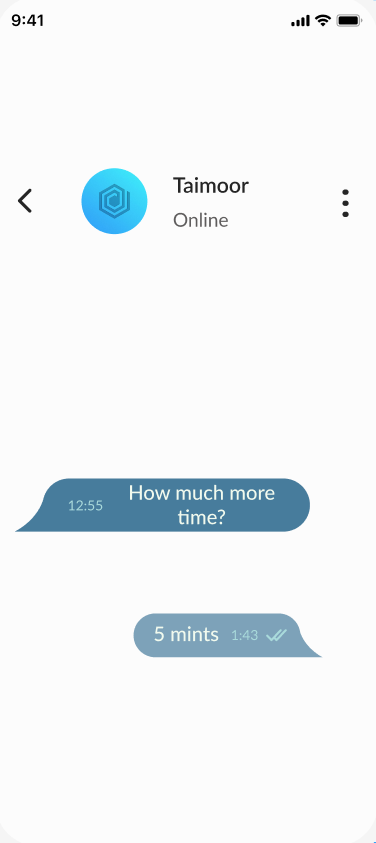 9:41
Taimoor
Online
12:55 How much more
time?
5 mints 1:43